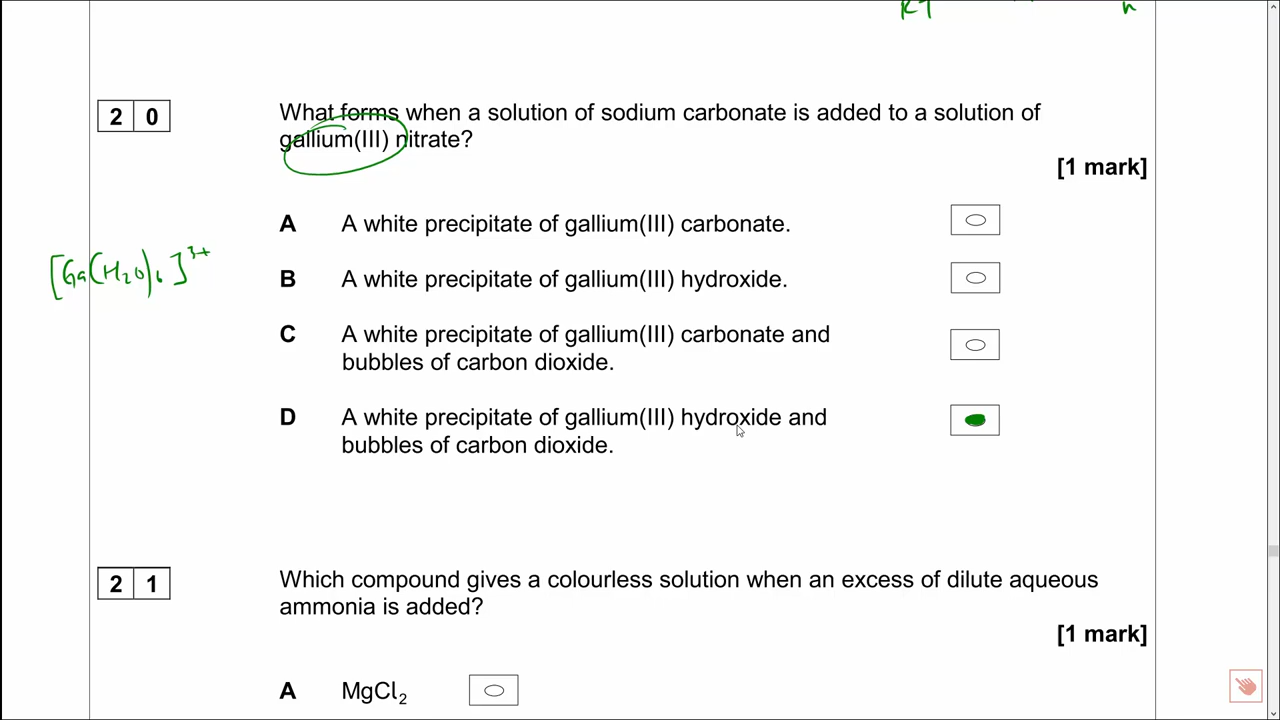 RT n
2 0 What forms when a solution of sodium carbonate is added to a solution of
gallium(III) nitrate?
[1 mark]
A A white precipitate of gallium(III) carbonate.
[Ga(H₂O)₆]³⁺
B A white precipitate of gallium(III) hydroxide.
C A white precipitate of gallium(III) carbonate and
bubbles of carbon dioxide.
D A white precipitate of gallium(III) hydroxide and
bubbles of carbon dioxide.
2 1 Which compound gives a colourless solution when an excess of dilute aqueous
ammonia is added?
[1 mark]
A MgCl₂